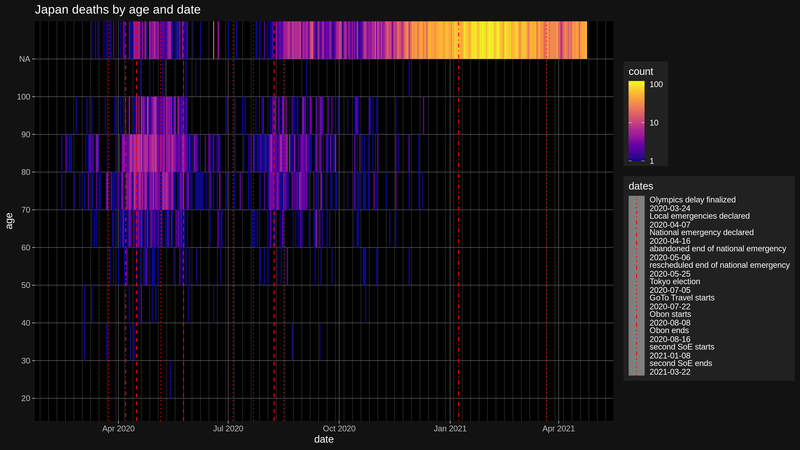 Japan deaths by age and date
NA
100
90
80
70
60
50
40
30
20
age
Apr 2020
Jul 2020
Oct 2020
Jan 2021
Apr 2021
date
count
100
10
1
dates
Olympics delay finalized
2020-03-24
Local emergencies declared
2020-04-07
National emergency declared
2020-04-16
abandoned end of national emergency
2020-05-06
rescheduled end of national emergency
2020-05-25
Tokyo election
2020-07-05
GoTo Travel starts
2020-07-22
Obon starts
2020-08-08
Obon ends
2020-08-16
second SoE starts
2021-01-08
second SoE ends
2021-03-22